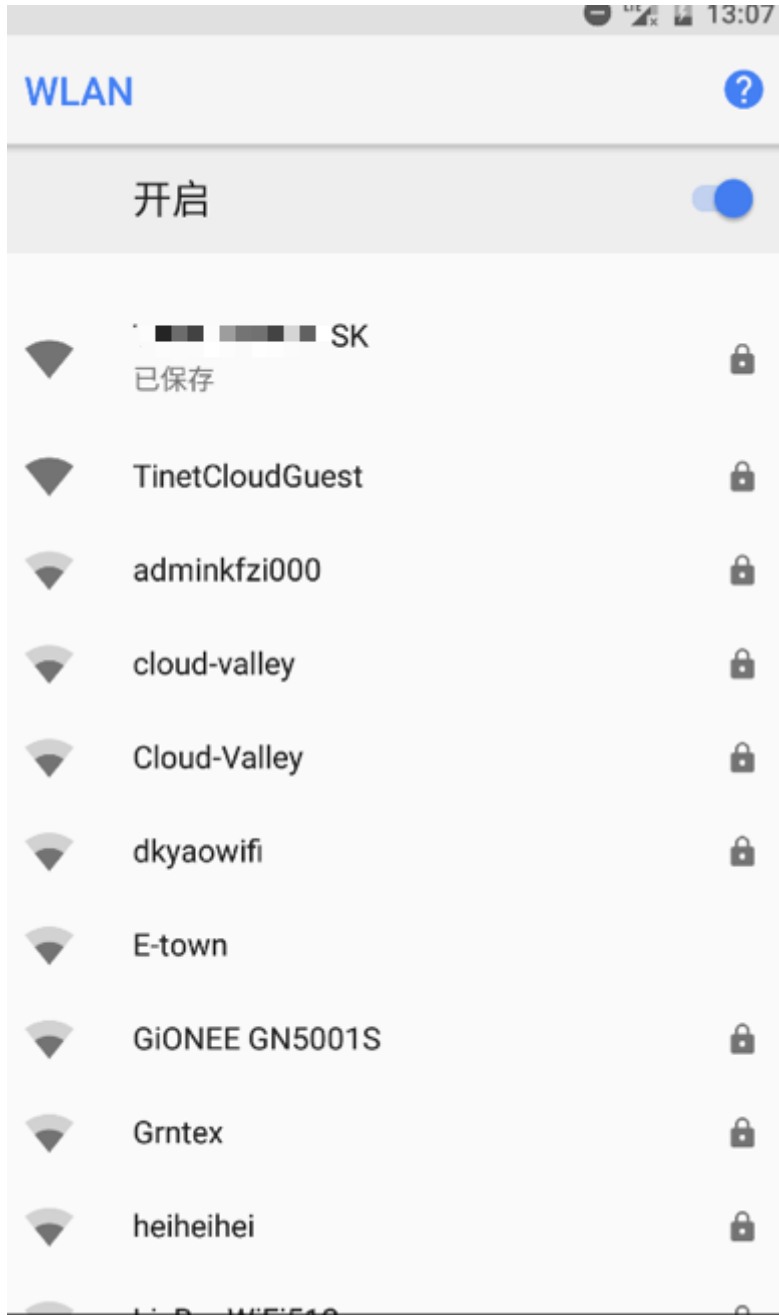 13:07
WLAN
开启
SK
已保存
TinetCloudGuest
adminkfzi000
cloud-valley
Cloud-Valley
dkyaowifi
E-town
GiONEE GN5001S
Grntex
heiheihei